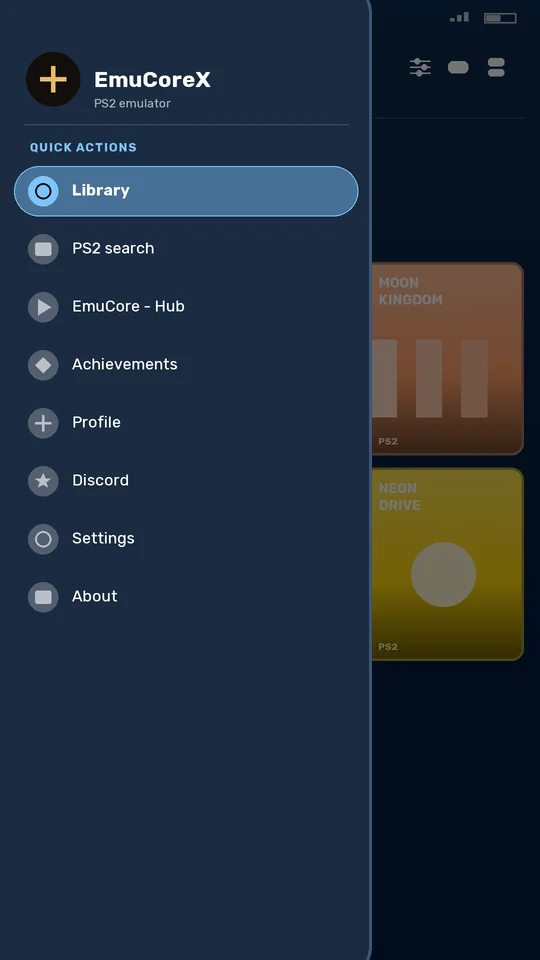 EmuCoreX
PS2 emulator
QUICK ACTIONS
Library
PS2 search
EmuCore - Hub
Achievements
Profile
Discord
Settings
About
MOON
KINGDOM
PS2
NEON
DRIVE
PS2